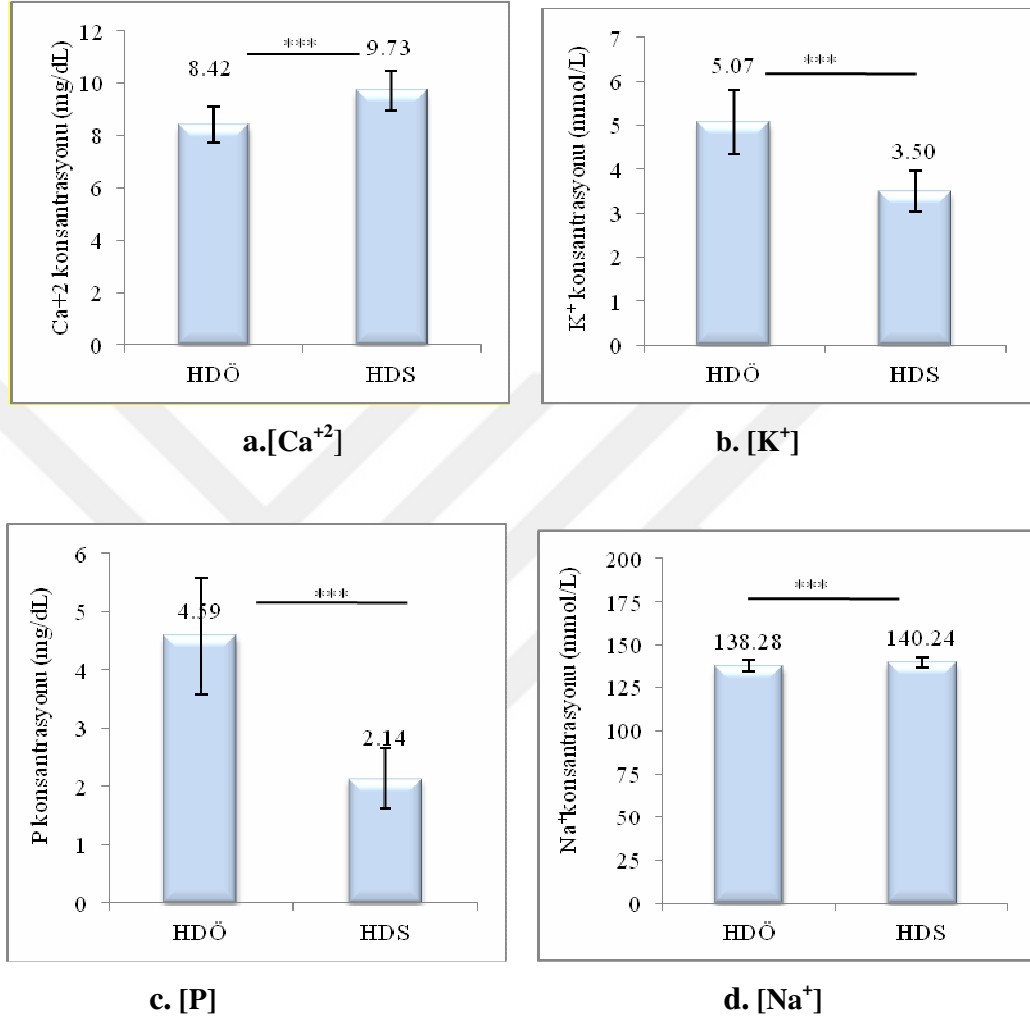 Ca+2 konsantrasyonu (mg/dL)
12
10
8
6
4
2
0
8.42
***
9.73
HDÖ
HDS
a.[Ca+2]
K+ konsantrasyonu (mmol/L)
7
6
5
4
3
2
1
0
5.07
***
3.50
HDÖ
HDS
b. [K+]
P konsantrasyonu (mg/dL)
6
5
4
3
2
1
0
4.59
***
2.14
HDÖ
HDS
c. [P]
Na+konsantrasyonu (mmol/L)
200
175
150
125
100
75
50
25
0
138.28
***
140.24
HDÖ
HDS
d. [Na+]